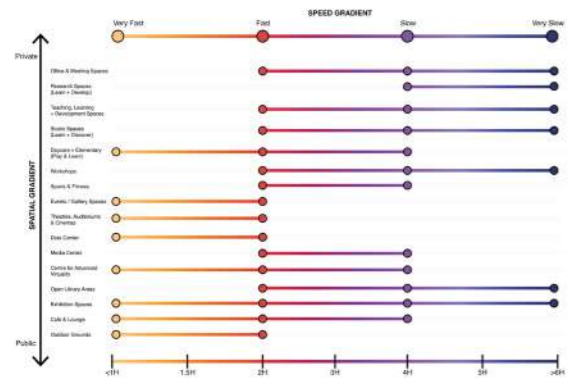 SPEED GRADIENT
Very Fast Fast Slow Very Slow
Private
Office & Meeting Spaces
Research Spaces
(Learn + Develop)
Teaching, Learning
+ Development Spaces
Studio Spaces
(Learn + Discover)
Daycare + Elementary
(Play & Learn)
Workshops
Sports & Fitness
SPATIAL GRADIENT
Events / Gallery Spaces
Theatres, Auditoriums
& Cinemas
Data Center
Media Center
Centre for Advanced
Virtuality
Open Library Areas
Exhibition Spaces
Café & Lounge
Outdoor Grounds
Public
<1H 1.5H 2H 3H 4H 5H >6H